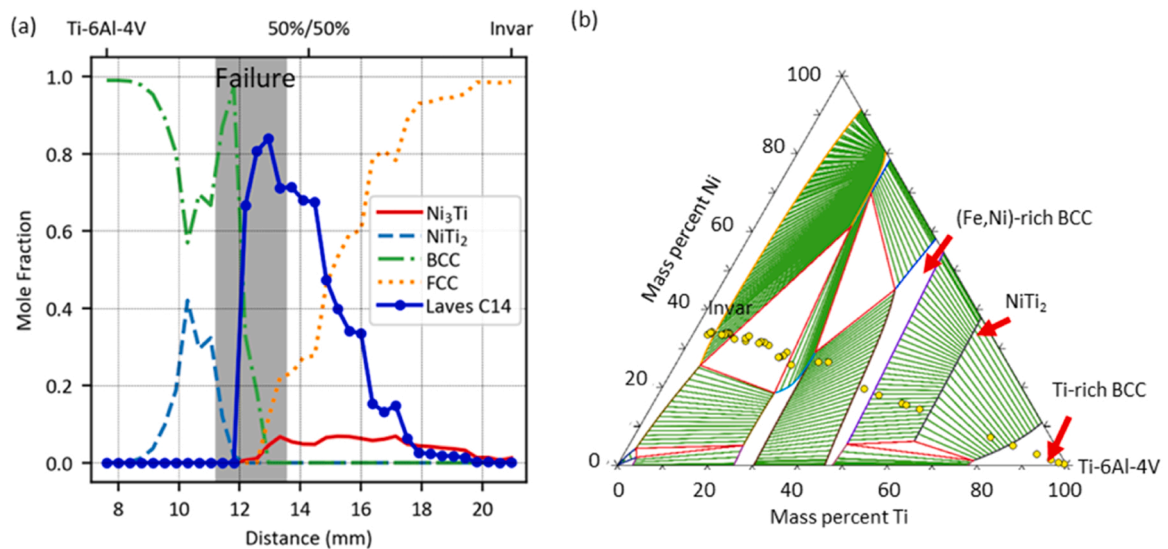 (a)
Ti-6Al-4V 50%/50% Invar
Failure
1.0
0.8
0.6
0.4
0.2
0.0
Mole Fraction
Ni₃Ti
NiTi₂
BCC
FCC
Laves C14
8 10 12 14 16 18 20
Distance (mm)
(b)
100
80
60
40
20
0
Mass percent Ni
Invar
(Fe,Ni)-rich BCC
NiTi₂
Ti-rich BCC
Ti-6Al-4V
0 20 40 60 80 100
Mass percent Ti